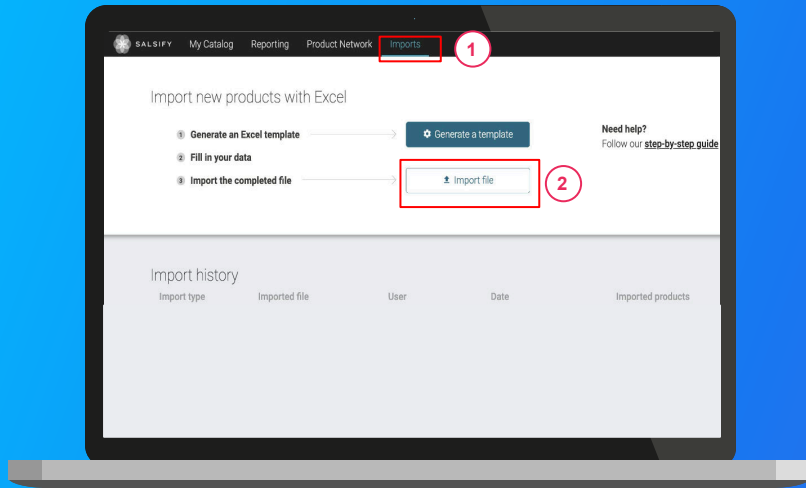 SALSIFY My Catalog Reporting Product Network Imports
1
Import new products with Excel
1 Generate an Excel template
Generate a template
2 Fill in your data
3 Import the completed file
Import file
2
Need help?
Follow our step-by-step guide
Import history
Import type Imported file User Date Imported products